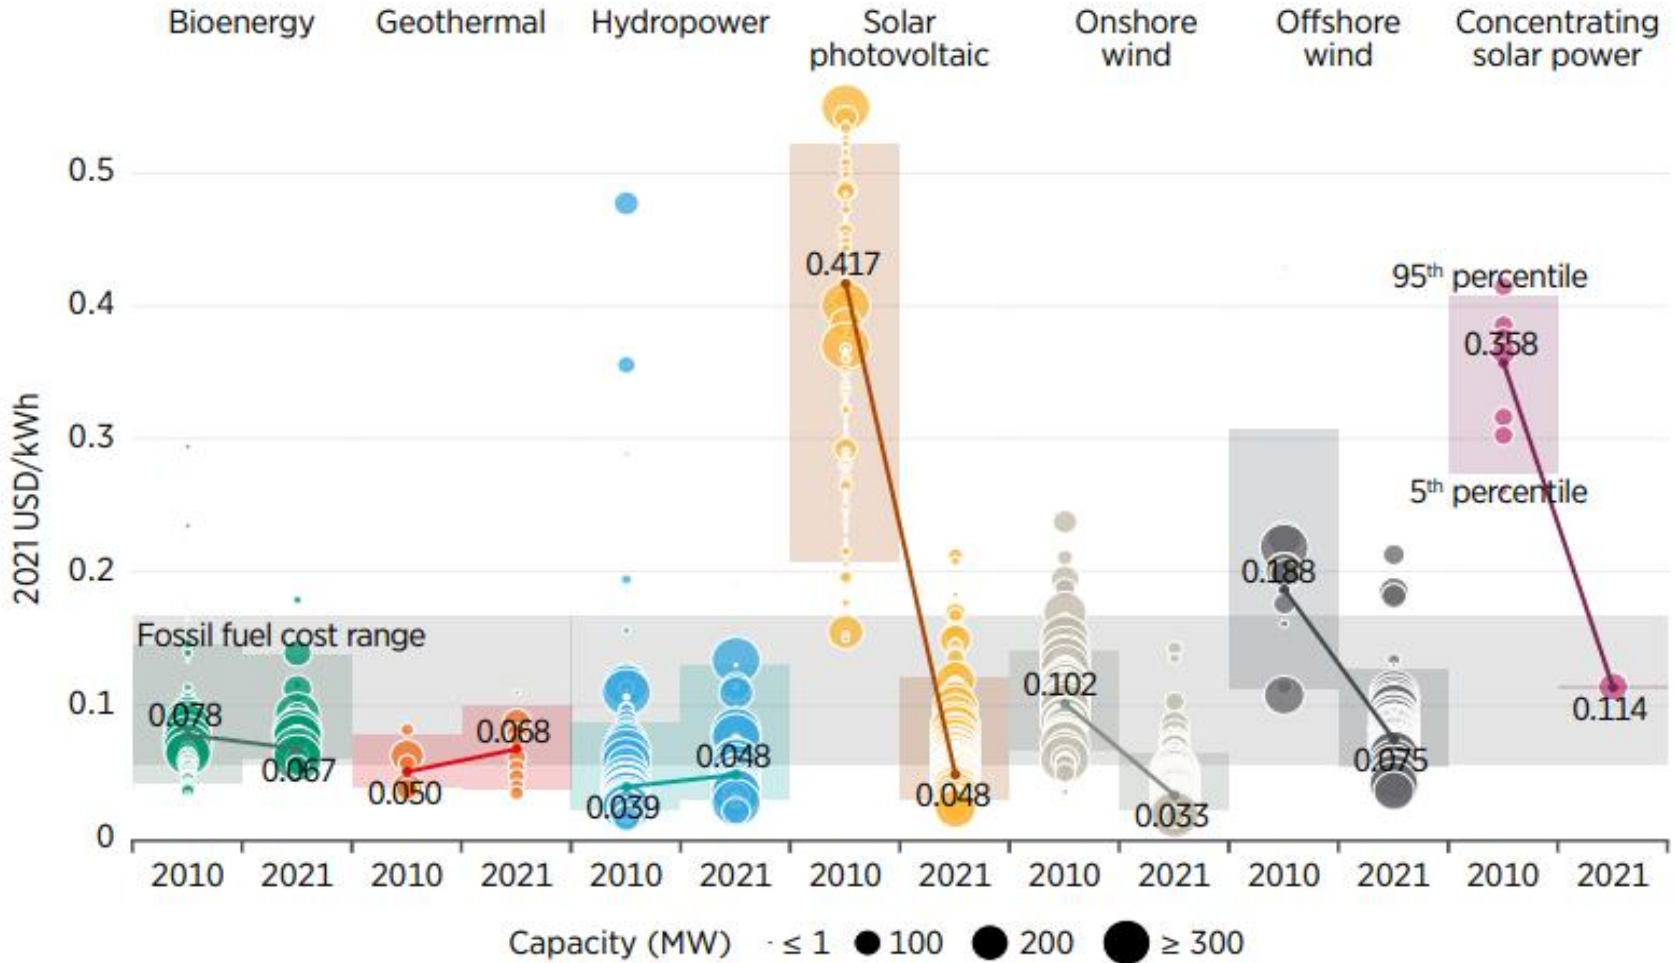 Bioenergy Geothermal Hydropower Solar photovoltaic Onshore wind Offshore wind Concentrating solar power
2021 USD/kWh
0.5
0.4
0.3
0.2
0.1
0
Fossil fuel cost range
0.078
0.067
0.050
0.068
0.039
0.048
0.417
0.048
0.102
0.033
0.188
0.075
95th percentile
0.358
5th percentile
0.114
2010 2021 2010 2021 2010 2021 2010 2021 2010 2021 2010 2021 2010 2021
Capacity (MW) ≤ 1 100 200 ≥ 300